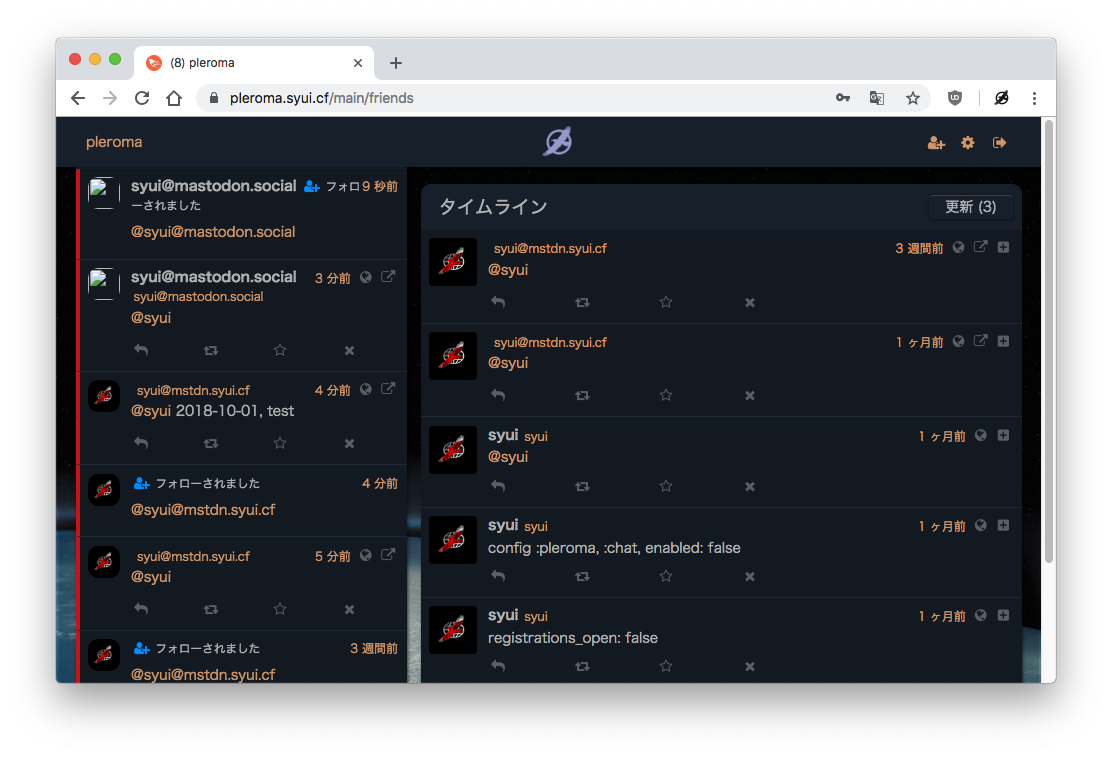 (8) pleroma
pleroma.syui.cf/main/friends
pleroma
syui@mastodon.social フォロ 9 秒前
ーされました
@syui@mastodon.social
syui@mastodon.social 3 分前
syui@mastodon.social
@syui
syui@mstdn.syui.cf 4 分前
@syui 2018-10-01, test
フォローされました 4 分前
@syui@mstdn.syui.cf
syui@mstdn.syui.cf 5 分前
@syui
フォローされました 3 週間前
@syui@mstdn.syui.cf
タイムライン 更新 (3)
syui@mstdn.syui.cf 3 週間前
@syui
syui@mstdn.syui.cf 1 ヶ月前
@syui
syui syui 1 ヶ月前
@syui
syui syui 1 ヶ月前
config :pleroma, :chat, enabled: false
syui syui 1 ヶ月前
registrations_open: false